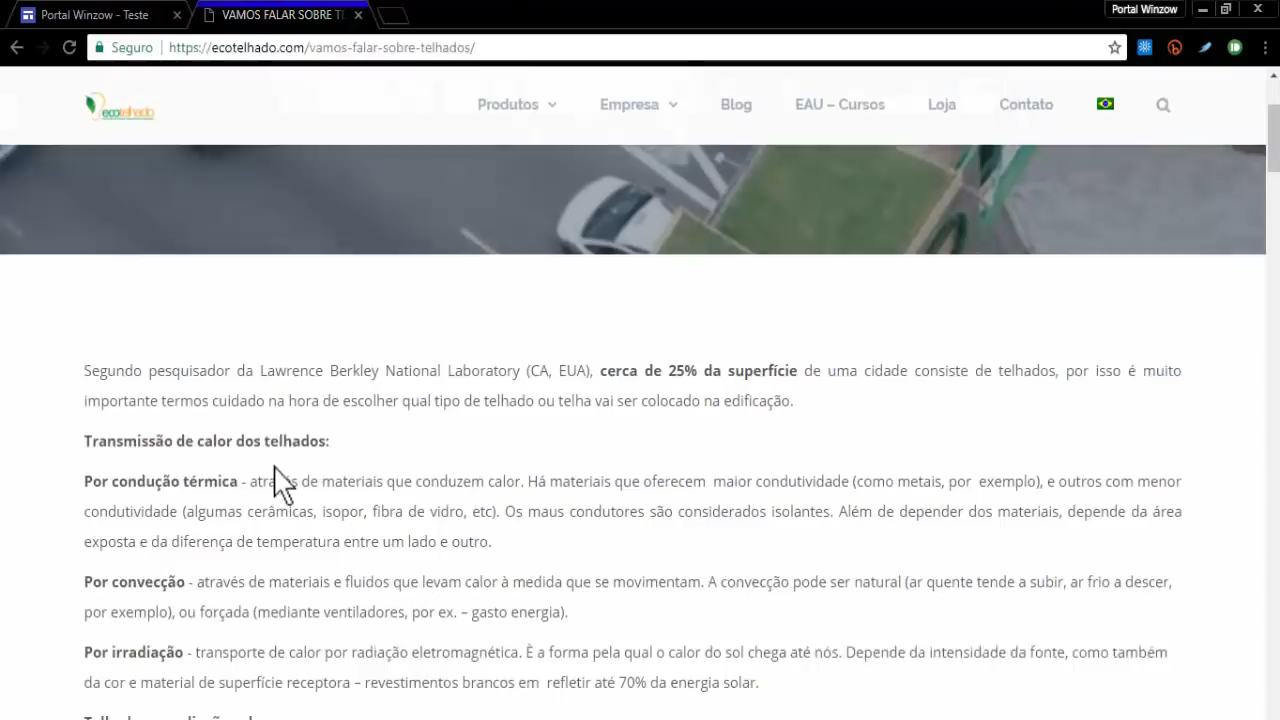 Portal Winzow - Teste
VAMOS FALAR SOBRE TE
Portal Winzow
Seguro
https://ecotelhado.com/vamos-falar-sobre-telhados/
ecotelhado
Produtos
Empresa
Blog
EAU – Cursos
Loja
Contato
Segundo pesquisador da Lawrence Berkley National Laboratory (CA, EUA), cerca de 25% da superfície de uma cidade consiste de telhados, por isso é muito
importante termos cuidado na hora de escolher qual tipo de telhado ou telha vai ser colocado na edificação.
Transmissão de calor dos telhados:
Por condução térmica - através de materiais que conduzem calor. Há materiais que oferecem maior condutividade (como metais, por exemplo), e outros com menor
condutividade (algumas cerâmicas, isopor, fibra de vidro, etc). Os maus condutores são considerados isolantes. Além de depender dos materiais, depende da área
exposta e da diferença de temperatura entre um lado e outro.
Por convecção - através de materiais e fluidos que levam calor à medida que se movimentam. A convecção pode ser natural (ar quente tende a subir, ar frio a descer,
por exemplo), ou forçada (mediante ventiladores, por ex. – gasto energia).
Por irradiação - transporte de calor por radiação eletromagnética. È a forma pela qual o calor do sol chega até nós. Depende da intensidade da fonte, como também
da cor e material de superfície receptora – revestimentos brancos em refletir até 70% da energia solar.